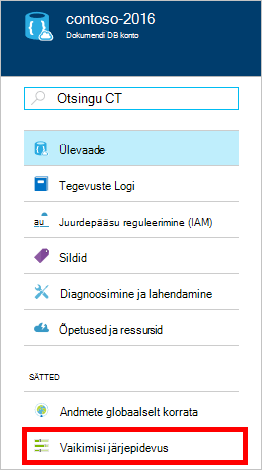 contoso-2016
Dokumendi DB konto
Otsingu CT
Ülevaade
Tegevuste Logi
au
Juurdepääsu reguleerimine (IAM)
Sildid
Diagnoosimine ja lahendamine
Õpetused ja ressursid
SÄTTED
Andmete globaalselt korrata
Vaikimisi järjepidevus